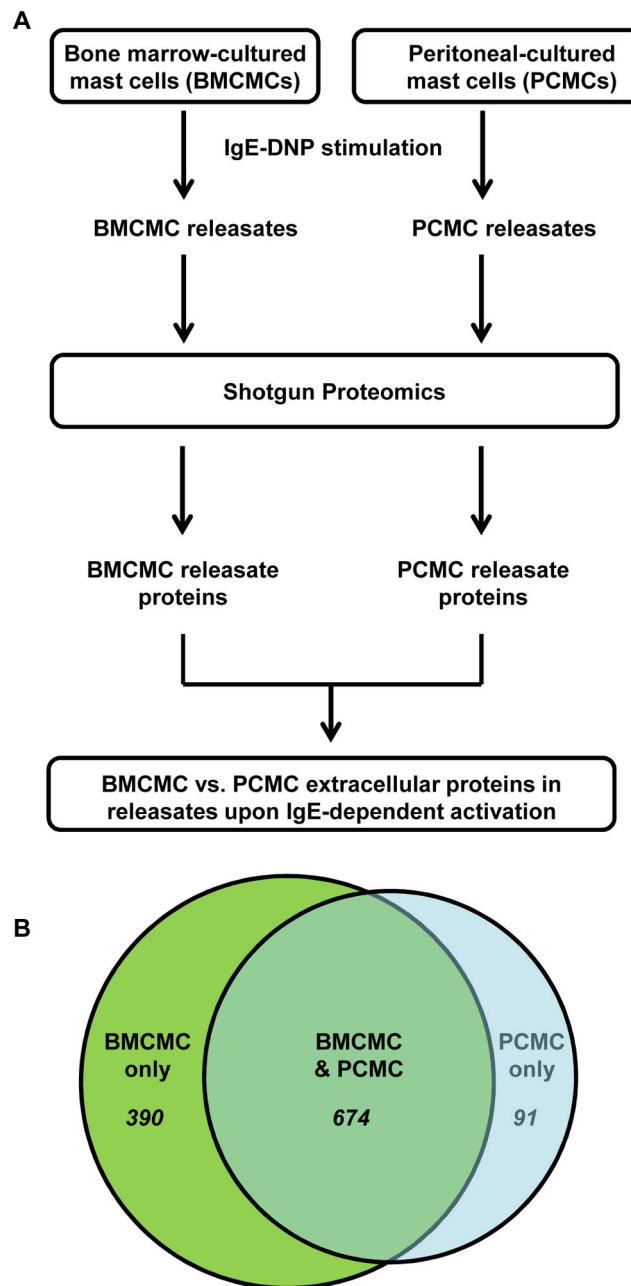 A
Bone marrow-cultured
mast cells (BMCMCs)
Peritoneal-cultured
mast cells (PCMCs)
IgE-DNP stimulation
BMCMC releasates
PCMC releasates
Shotgun Proteomics
BMCMC releasate
proteins
PCMC releasate
proteins
BMCMC vs. PCMC extracellular proteins in
releasates upon IgE-dependent activation
B
BMCMC
only
390
BMCMC
& PCMC
674
PCMC
only
91